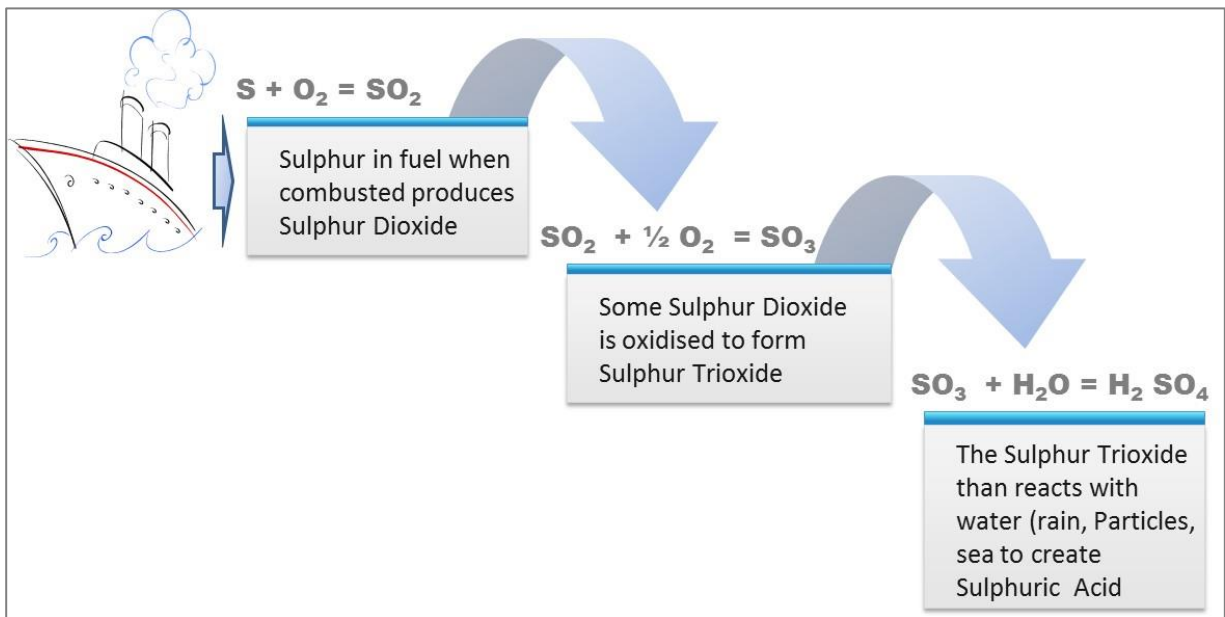 S + O₂ = SO₂
Sulphur in fuel when
combusted produces
Sulphur Dioxide
SO₂ + ½ O₂ = SO₃
Some Sulphur Dioxide
is oxidised to form
Sulphur Trioxide
SO₃ + H₂O = H₂ SO₄
The Sulphur Trioxide
than reacts with
water (rain, Particles,
sea to create
Sulphuric Acid